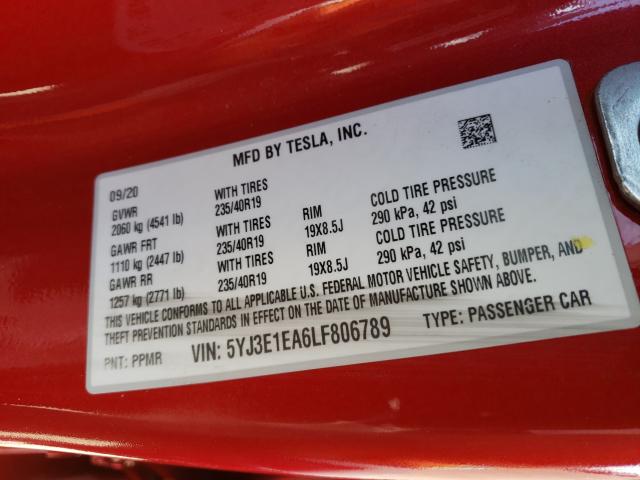 MFD BY TESLA, INC.
09/20
GVWR WITH TIRES COLD TIRE PRESSURE
2060 kg (4541 lb) 235/40R19 RIM 290 kPa, 42 psi
GAWR FRT WITH TIRES 19X8.5J COLD TIRE PRESSURE
1110 kg (2447 lb) 235/40R19 RIM 290 kPa, 42 psi
GAWR RR WITH TIRES 19X8.5J
1257 kg (2771 lb) 235/40R19
THIS VEHICLE CONFORMS TO ALL APPLICABLE U.S. FEDERAL MOTOR VEHICLE SAFETY, BUMPER, AND
THEFT PREVENTION STANDARDS IN EFFECT ON THE DATE OF MANUFACTURE SHOWN ABOVE.
PNT: PPMR VIN: 5YJ3E1EA6LF806789 TYPE: PASSENGER CAR